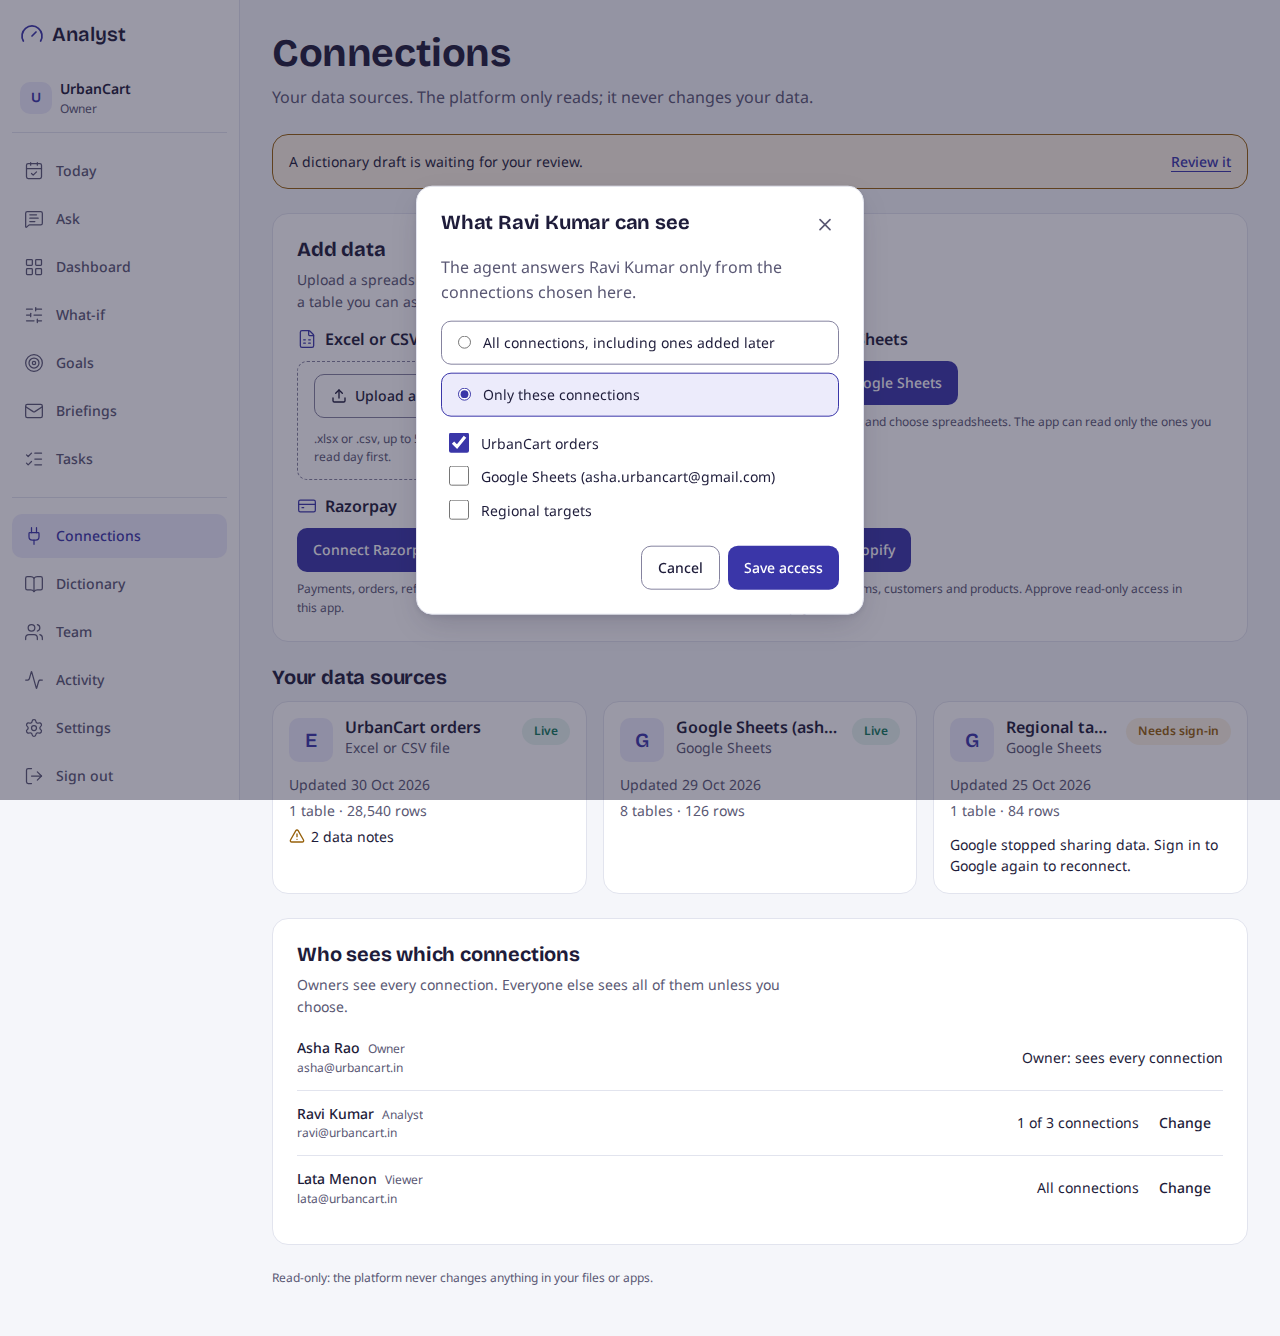 Analyst
U
UrbanCart
Owner
Today
Ask
Dashboard
What-if
Goals
Briefings
Tasks
Connections
Dictionary
Team
Activity
Settings
Sign out
Connections
Your data sources. The platform only reads; it never changes your data.
A dictionary draft is waiting for your review.
Review it
Add data
Upload a spreads
a table you can as
Excel or CSV
Upload a
.xlsx or .csv, up to
read day first.
heets
ogle Sheets
and choose spreadsheets. The app can read only the ones you
Razorpay
Connect Razorp
Payments, orders, ref
this app.
opify
ms, customers and products. Approve read-only access in
What Ravi Kumar can see
The agent answers Ravi Kumar only from the
connections chosen here.
All connections, including ones added later
Only these connections
UrbanCart orders
Google Sheets (asha.urbancart@gmail.com)
Regional targets
Cancel
Save access
Your data sources
E
UrbanCart orders
Live
Excel or CSV file
Updated 30 Oct 2026
1 table · 28,540 rows
2 data notes
G
Google Sheets (ash...
Live
Google Sheets
Updated 29 Oct 2026
8 tables · 126 rows
G
Regional ta...
Needs sign-in
Google Sheets
Updated 25 Oct 2026
1 table · 84 rows
Google stopped sharing data. Sign in to
Google again to reconnect.
Who sees which connections
Owners see every connection. Everyone else sees all of them unless you
choose.
Asha Rao Owner
asha@urbancart.in
Owner: sees every connection
Ravi Kumar Analyst
ravi@urbancart.in
1 of 3 connections
Change
Lata Menon Viewer
lata@urbancart.in
All connections
Change
Read-only: the platform never changes anything in your files or apps.